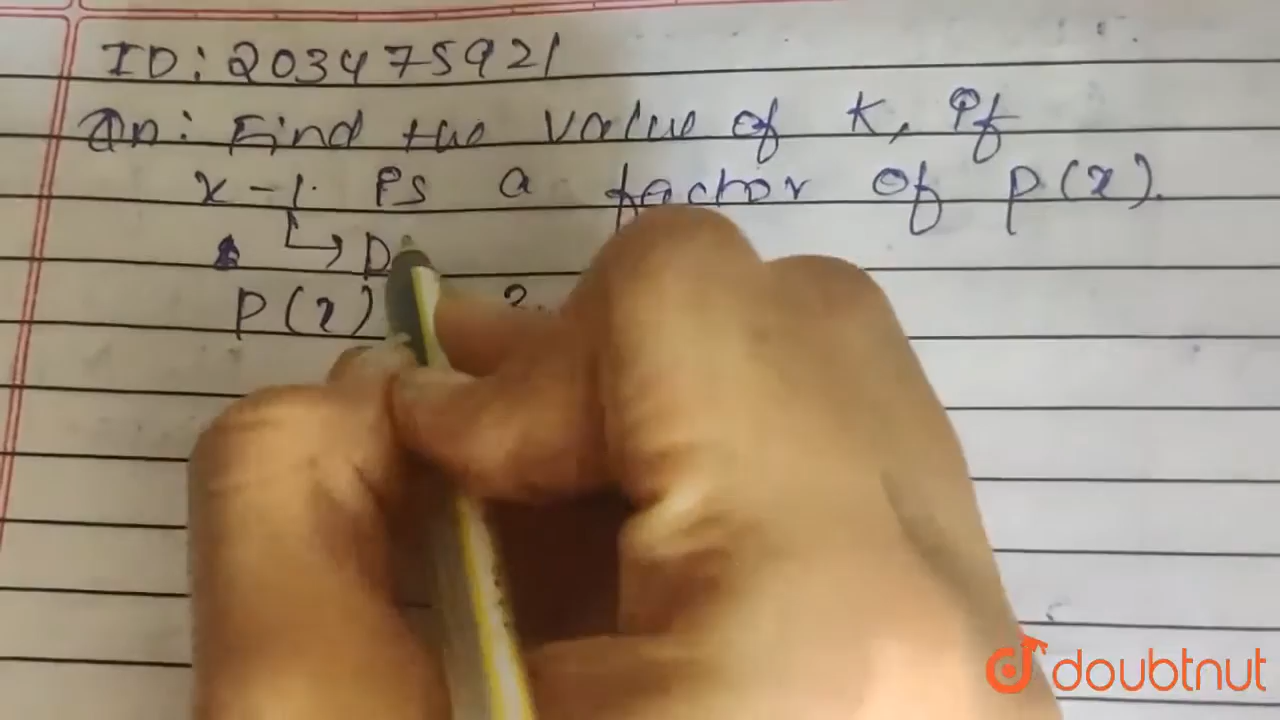 ID: 203475921
Qn: Find the value of K, if
x-1. is a factor of P(x).
P(x)
doubtnut